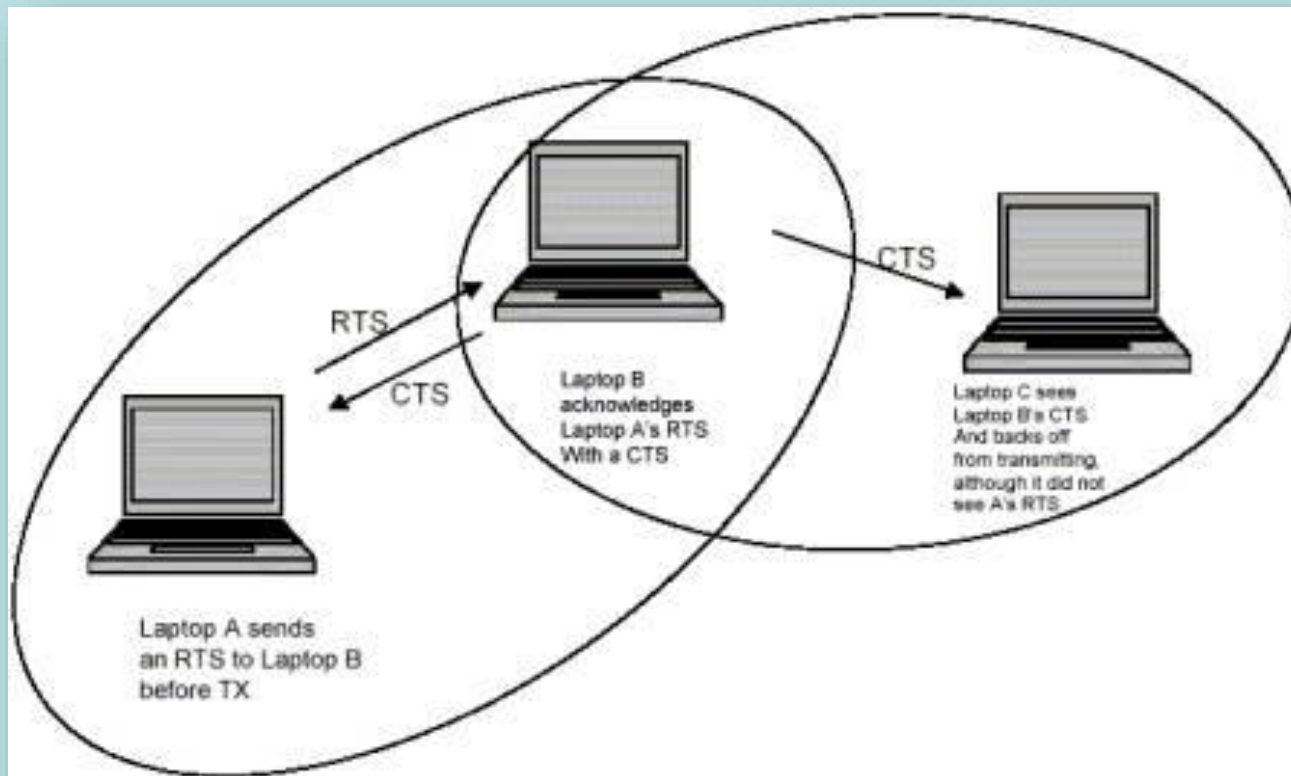 RTS
CTS
CTS
Laptop A sends
an RTS to Laptop B
before TX
Laptop B
acknowledges
Laptop A's RTS
With a CTS
Laptop C sees
Laptop B's CTS
And backs off
from transmitting,
although it did not
see A's RTS